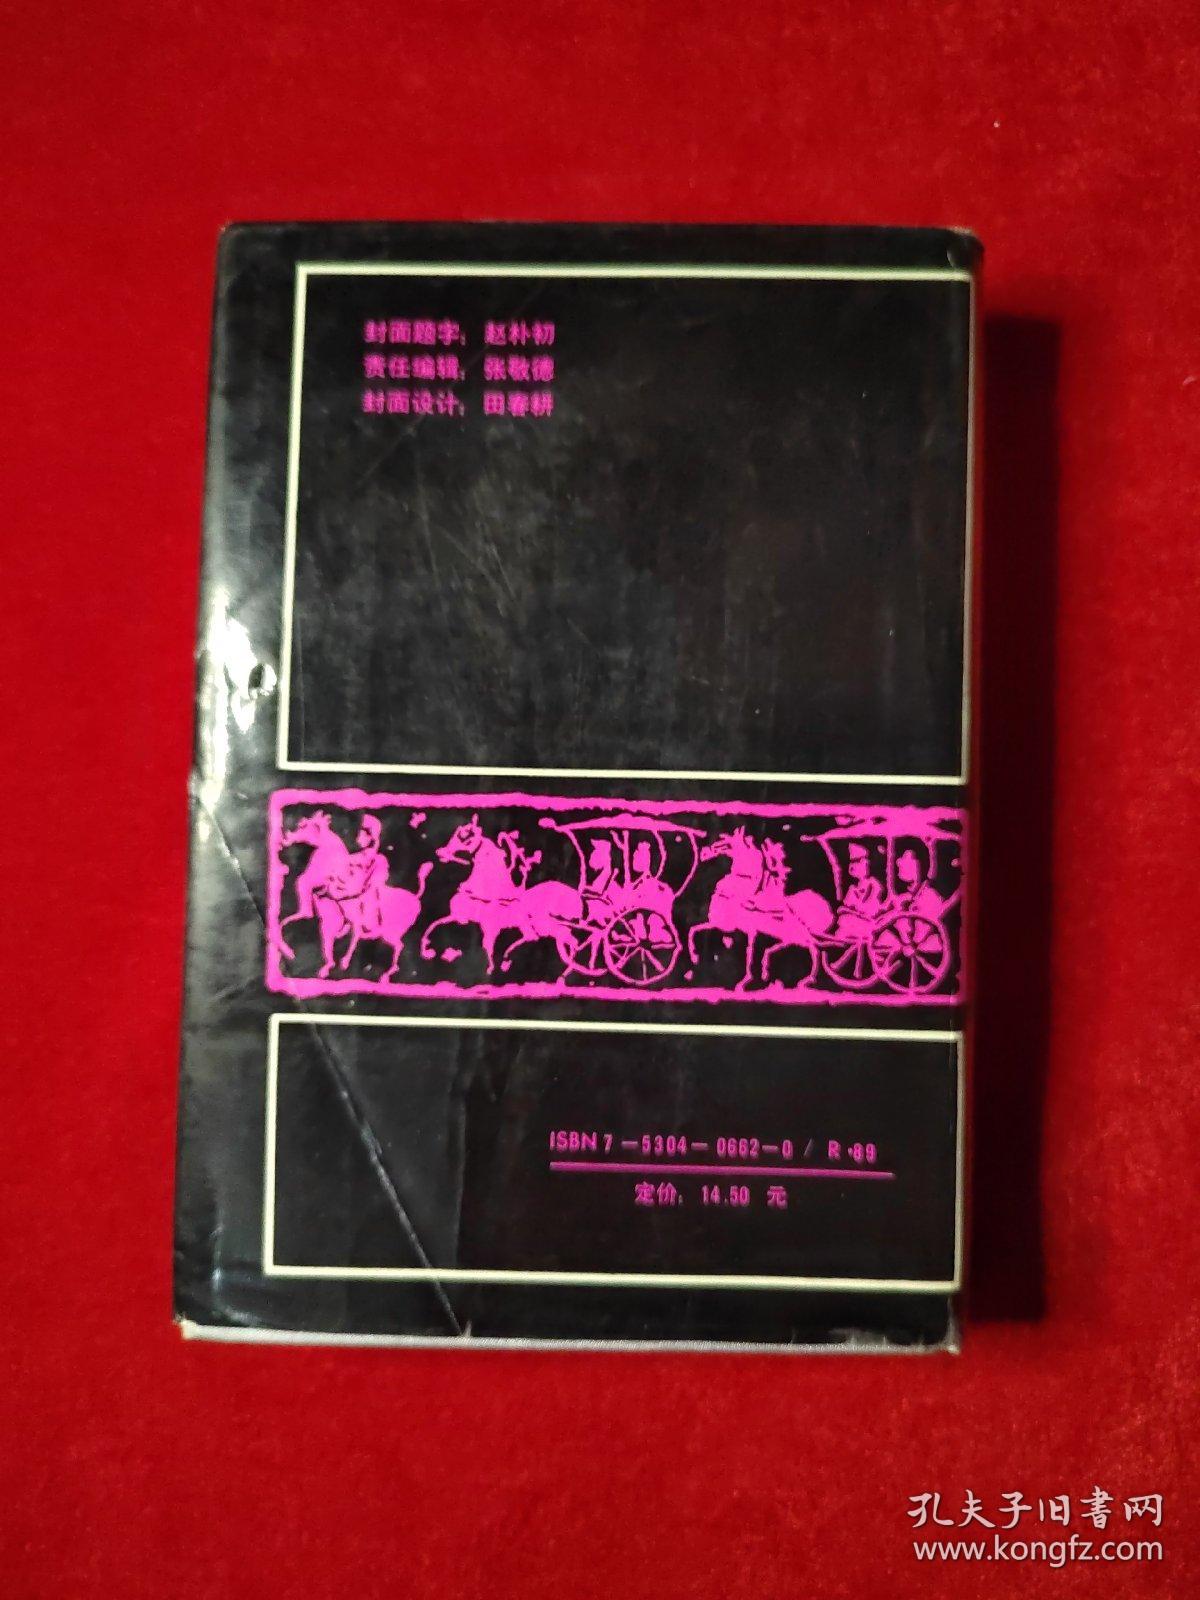 封面题字：赵朴初
责任编辑：张敬德
封面设计：田春耕
ISBN 7—5304—0662—0 / R·89
定价：14.50 元
孔夫子旧书网
www.kongfz.com